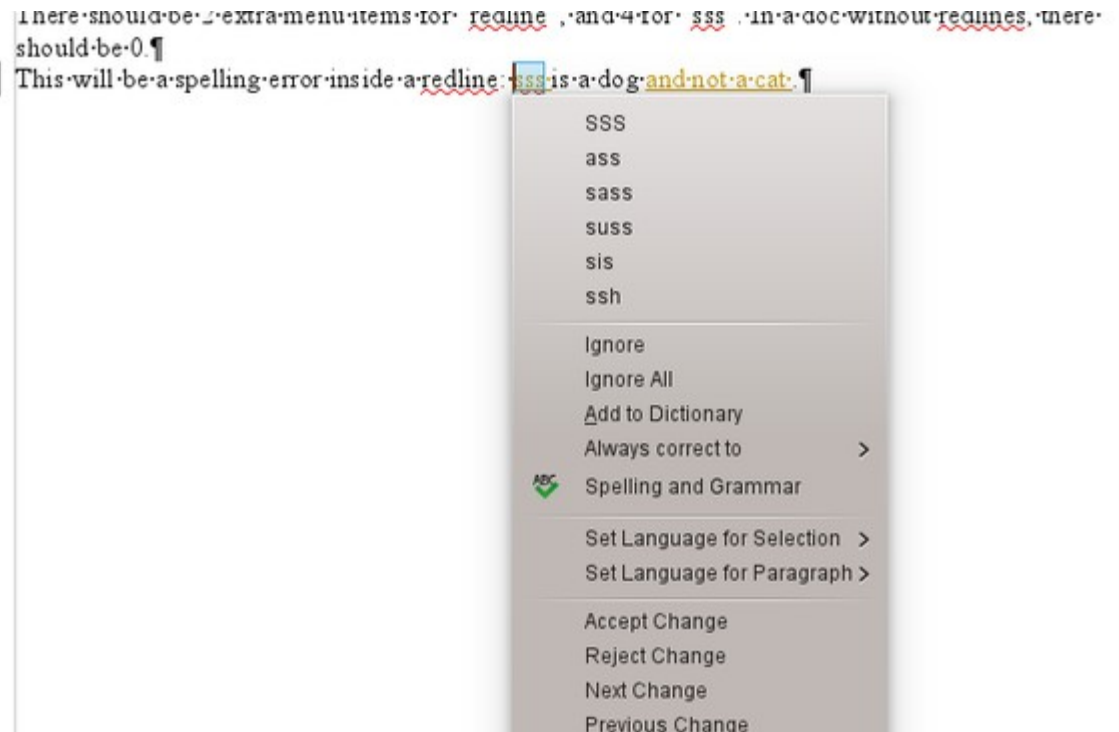 There should be 2 extra menu items for "redline", and 4 for "sss". In a doc without redlines, there
should be 0.¶
This will be a spelling error inside a redline: sss is a dog and not a cat .¶
SSS
ass
sass
suss
sis
ssh
Ignore
Ignore All
Add to Dictionary
Always correct to >
ABC Spelling and Grammar
Set Language for Selection >
Set Language for Paragraph >
Accept Change
Reject Change
Next Change
Previous Change